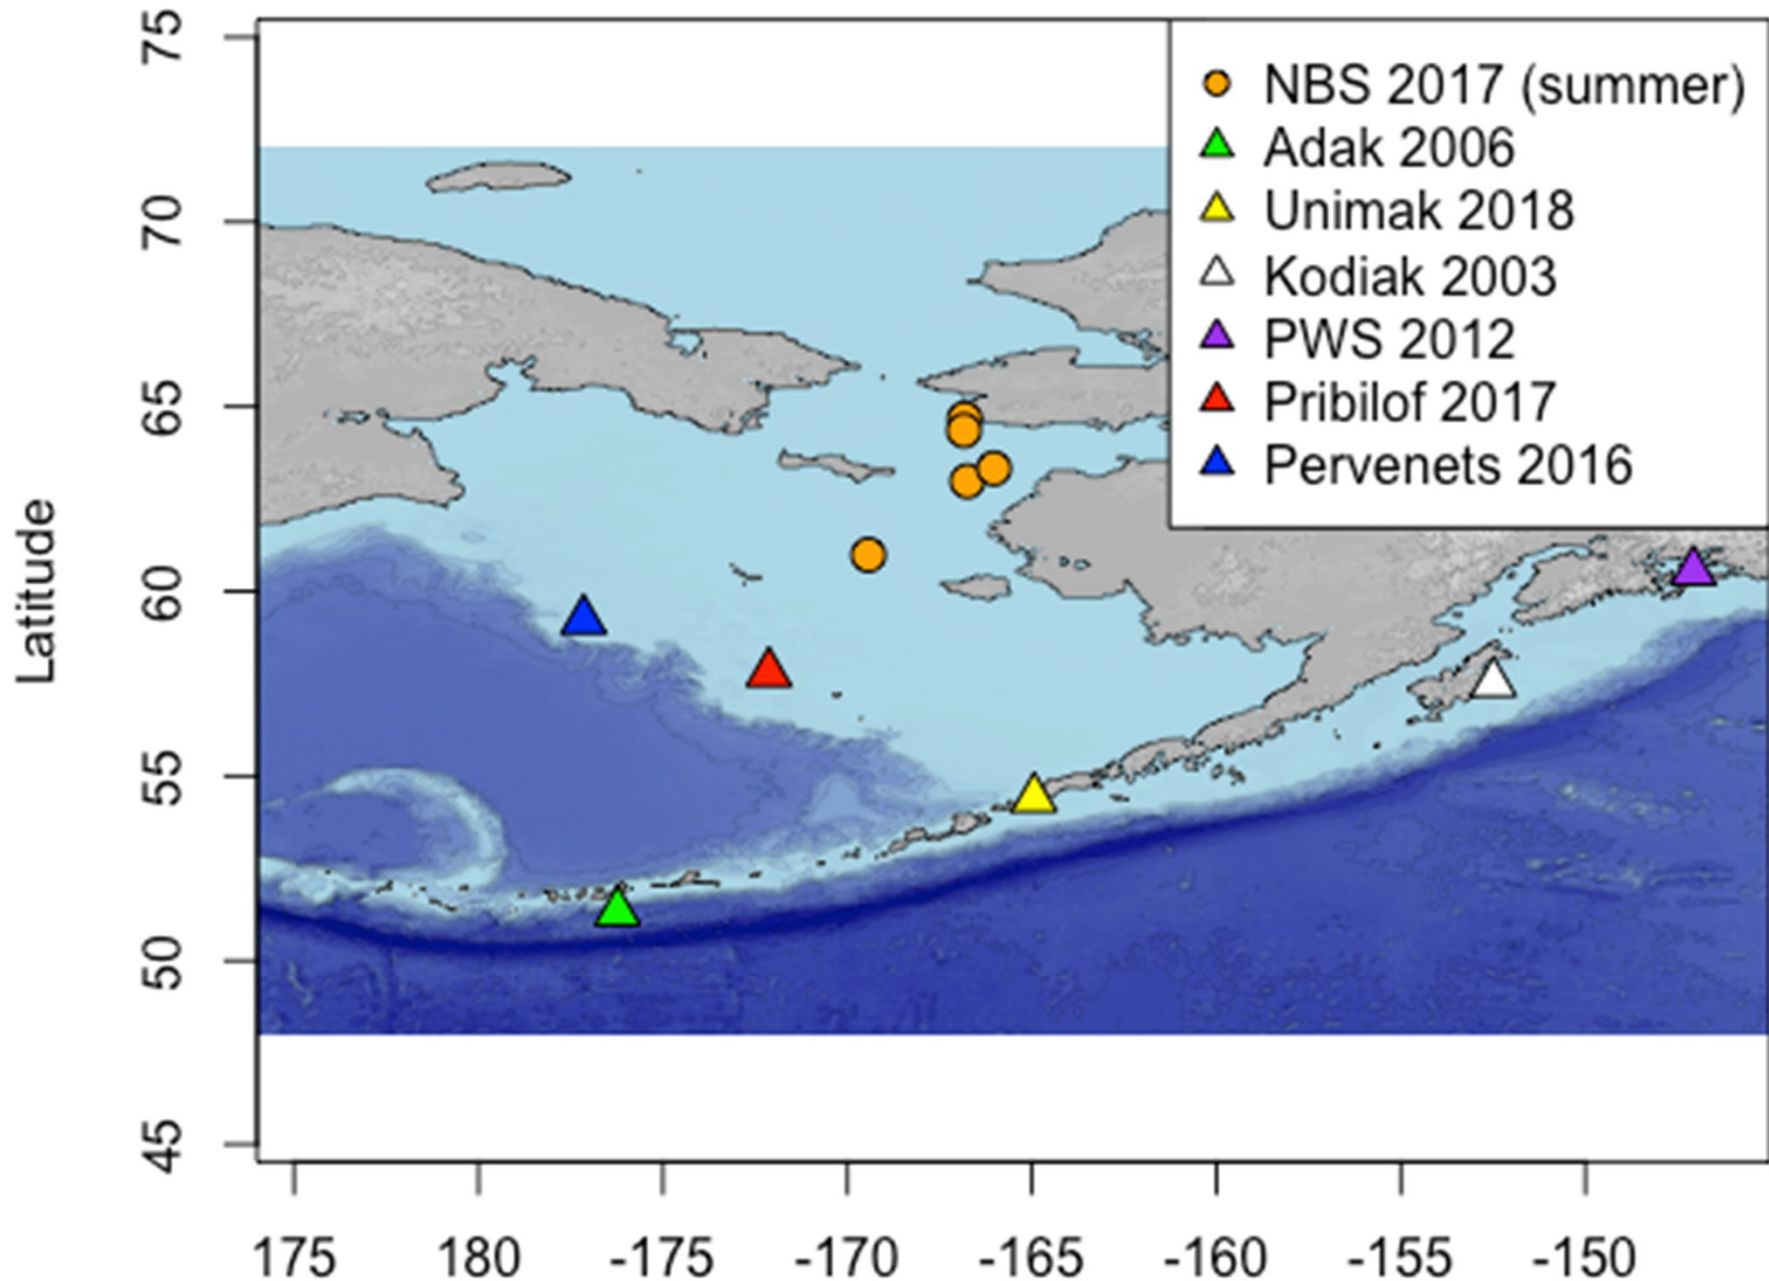 75
70
65
60
55
50
45
Latitude
NBS 2017 (summer)
Adak 2006
Unimak 2018
Kodiak 2003
PWS 2012
Pribilof 2017
Pervenets 2016
175 180 -175 -170 -165 -160 -155 -150